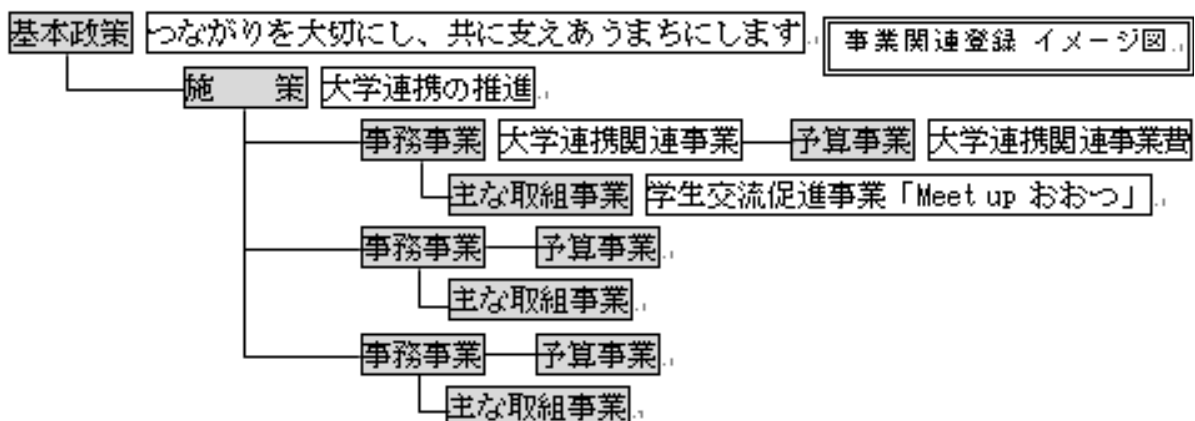 基本政策 つながりを大切にし、共に支えあうまちにします 事業関連登録 イメージ図
施　策 大学連携の推進
事務事業 大学連携関連事業 予算事業 大学連携関連事業費
主な取組事業 学生交流促進事業「Meet up おおつ」
事務事業 予算事業
主な取組事業
事務事業 予算事業
主な取組事業